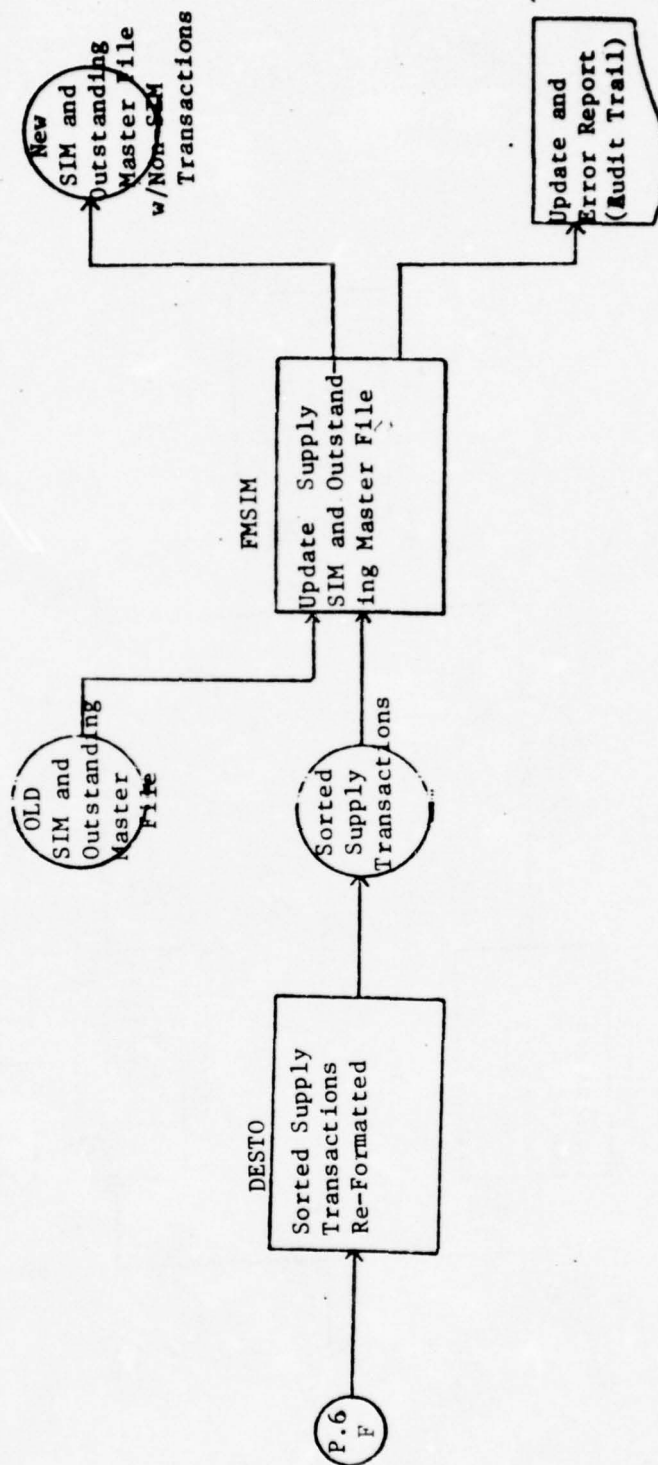 P.6
F
DESTO
Sorted Supply
Transactions
Re-Formatted
OLD
SIM and
Outstanding
Master
File
Sorted
Supply
Transactions
FMSIM
Update Supply
SIM and Outstand-
ing Master File
New
SIM and
Outstanding
Master File
w/Non-SIM
Transactions
Update and
Error Report
(Audit Trail)